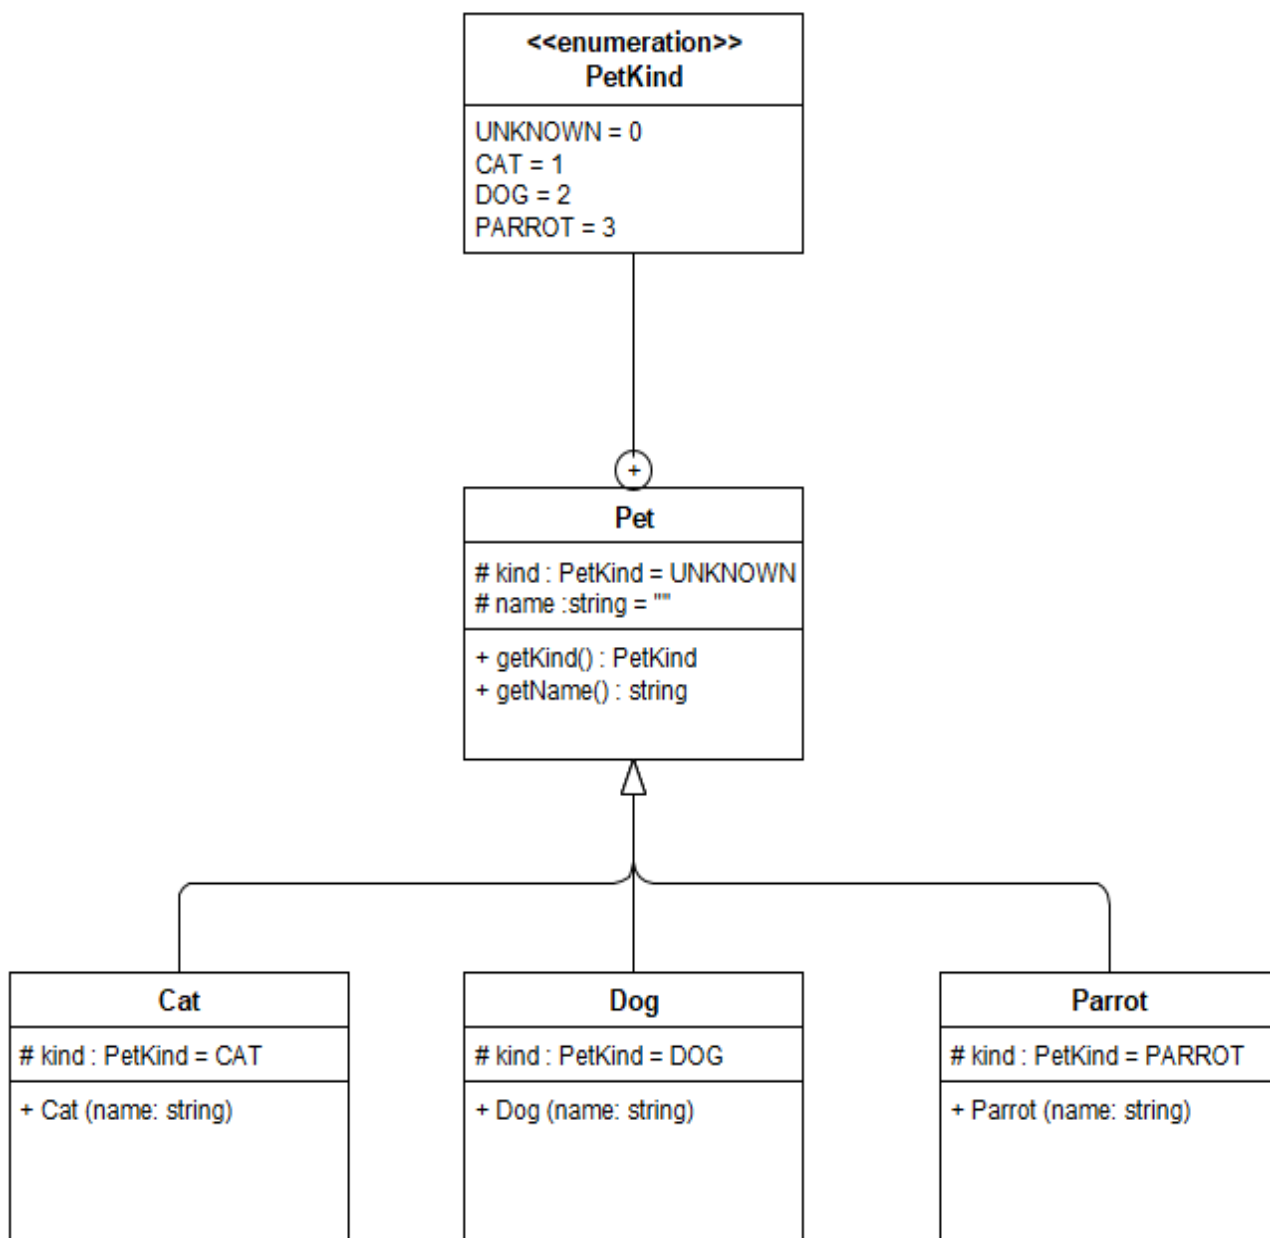 <<enumeration>>
PetKind
UNKNOWN = 0
CAT = 1
DOG = 2
PARROT = 3
+
Pet
# kind : PetKind = UNKNOWN
# name :string = ""
+ getKind() : PetKind
+ getName() : string
Cat
# kind : PetKind = CAT
+ Cat (name: string)
Dog
# kind : PetKind = DOG
+ Dog (name: string)
Parrot
# kind : PetKind = PARROT
+ Parrot (name: string)